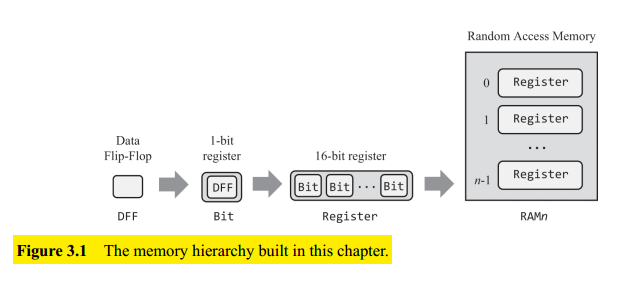 Random Access Memory
0 Register
1 Register
...
n-1 Register
RAMn
Data
Flip-Flop
DFF
1-bit
register
DFF
Bit
16-bit register
Bit Bit ... Bit
Register
Figure 3.1 The memory hierarchy built in this chapter.